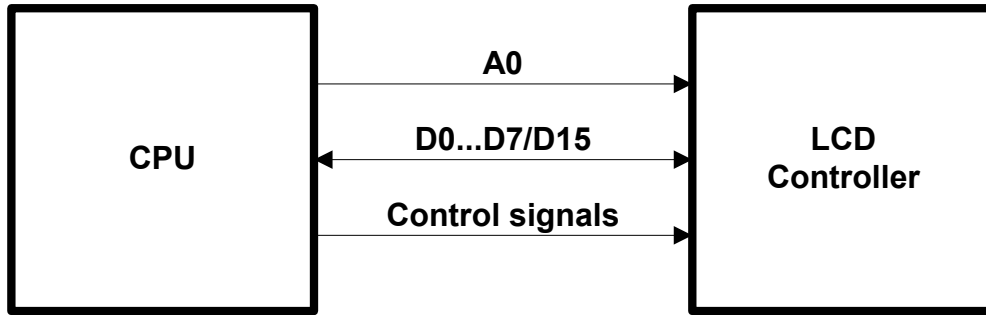 A0
CPU
D0...D7/D15
LCD
Controller
Control signals